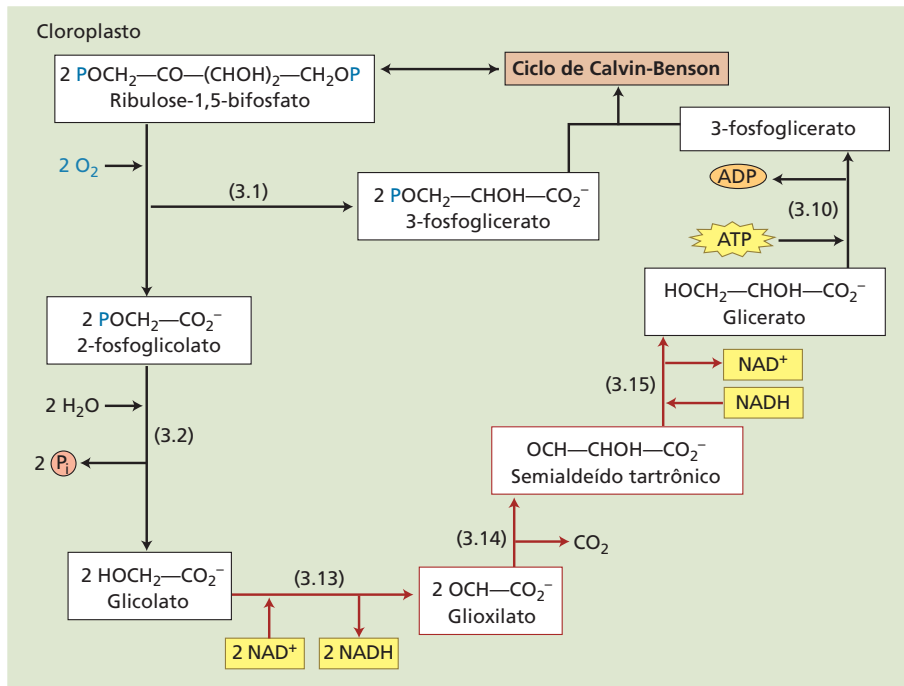 Cloroplasto
2 POCH₂—CO—(CHOH)₂—CH₂OP
Ribulose-1,5-bifosfato
Ciclo de Calvin-Benson
3-fosfoglicerato
2 O₂
(3.1)
2 POCH₂—CHOH—CO₂⁻
3-fosfoglicerato
ADP
(3.10)
ATP
2 POCH₂—CO₂⁻
2-fosfoglicolato
HOCH₂—CHOH—CO₂⁻
Glicerato
2 H₂O
(3.2)
2 Pᵢ
NAD⁺
(3.15)
NADH
OCH—CHOH—CO₂⁻
Semialdeído tartrônico
(3.14)
CO₂
2 HOCH₂—CO₂⁻
Glicolato
(3.13)
2 OCH—CO₂⁻
Glioxilato
2 NAD⁺
2 NADH